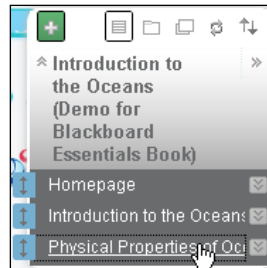 Introduction to
the Oceans
(Demo for
Blackboard
Essentials Book)
Homepage
Introduction to the Oceans
Physical Properties of Oc